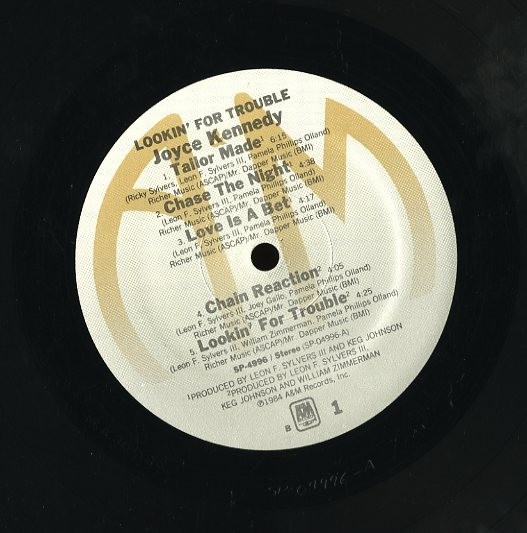 LOOKIN' FOR TROUBLE
Joyce Kennedy
1. Tailor Made¹ 6:15
(Ricky Sylvers, Leon F. Sylvers III, Pamela Phillips Olland)
Richer Music (ASCAP)/Mr. Dapper Music (BMI)
2. Chase The Night¹ 4:38
(Leon F. Sylvers III, Pamela Phillips Olland)
Richer Music (ASCAP)/Mr. Dapper Music (BMI)
3. Love Is A Bet¹ 4:17
(Leon F. Sylvers III, Pamela Phillips Olland)
Richer Music (ASCAP)/Mr. Dapper Music (BMI)
4. Chain Reaction² 4:05
(Leon F. Sylvers III, Joey Gallo, Pamela Phillips Olland)
Richer Music (ASCAP)/Mr. Dapper Music (BMI)
5. Lookin' For Trouble² 4:25
(Leon F. Sylvers III, William Zimmerman, Pamela Phillips Olland)
Richer Music (ASCAP)/Mr. Dapper Music (BMI)
SP-4996 / Stereo (SP-04996-A)
¹PRODUCED BY LEON F. SYLVERS III AND KEG JOHNSON
²PRODUCED BY LEON F. SYLVERS III,
KEG JOHNSON AND WILLIAM ZIMMERMAN
℗1984 A&M Records, Inc.
B A&M 1